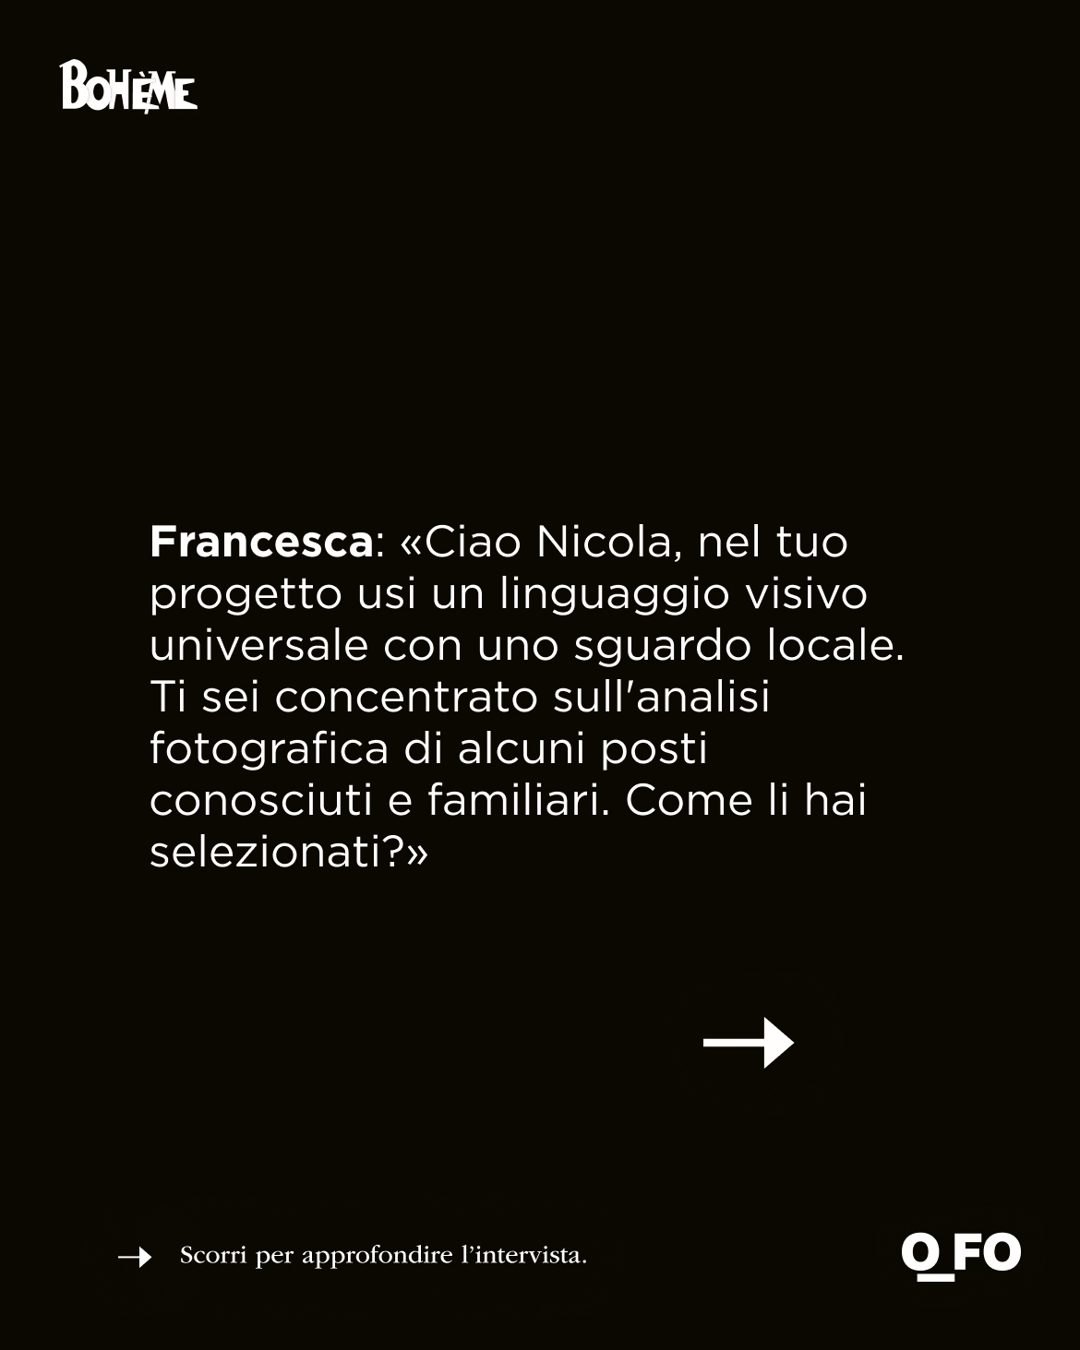 BOHÈME
Francesca: «Ciao Nicola, nel tuo
progetto usi un linguaggio visivo
universale con uno sguardo locale.
Ti sei concentrato sull'analisi
fotografica di alcuni posti
conosciuti e familiari. Come li hai
selezionati?»
Scorri per approfondire l’intervista.
O_FO